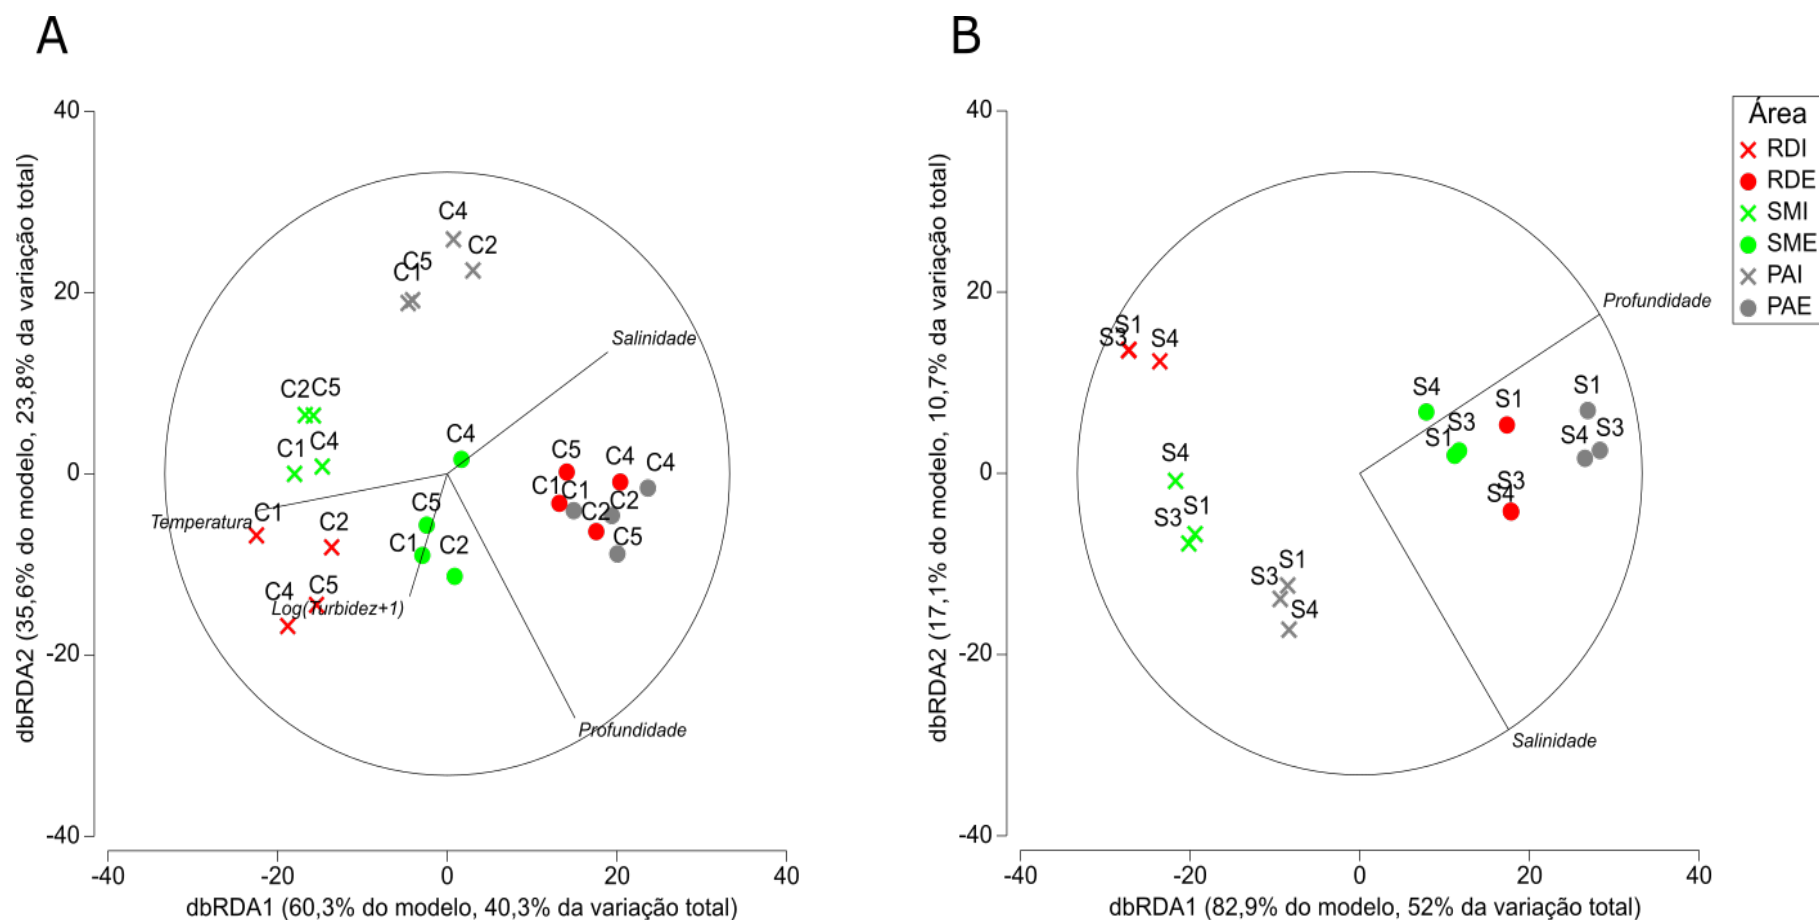 A
40
20
0
-20
-40
dbRDA2 (35,6% do modelo, 23,8% da variação total)
C4
C2
C5
C1
Salinidade
C2 C5
C1 C4
C4
C5
C4
C4
C1
C1
C2
C2
C5
Temperatura
C1
C2
C5
C1
C2
C4
C5
Log(Turbidez+1)
Profundidade
-40
-20
0
20
40
dbRDA1 (60,3% do modelo, 40,3% da variação total)
B
40
20
0
-20
-40
dbRDA2 (17,1% do modelo, 10,7% da variação total)
Profundidade
S1
S3
S4
S4
S1
S1
S3
S3
S1
S4
S4
S3
S1
S3
S4
S3
S1
S4
Salinidade
-40
-20
0
20
40
dbRDA1 (82,9% do modelo, 52% da variação total)
Área
RDI
RDE
SMI
SME
PAI
PAE